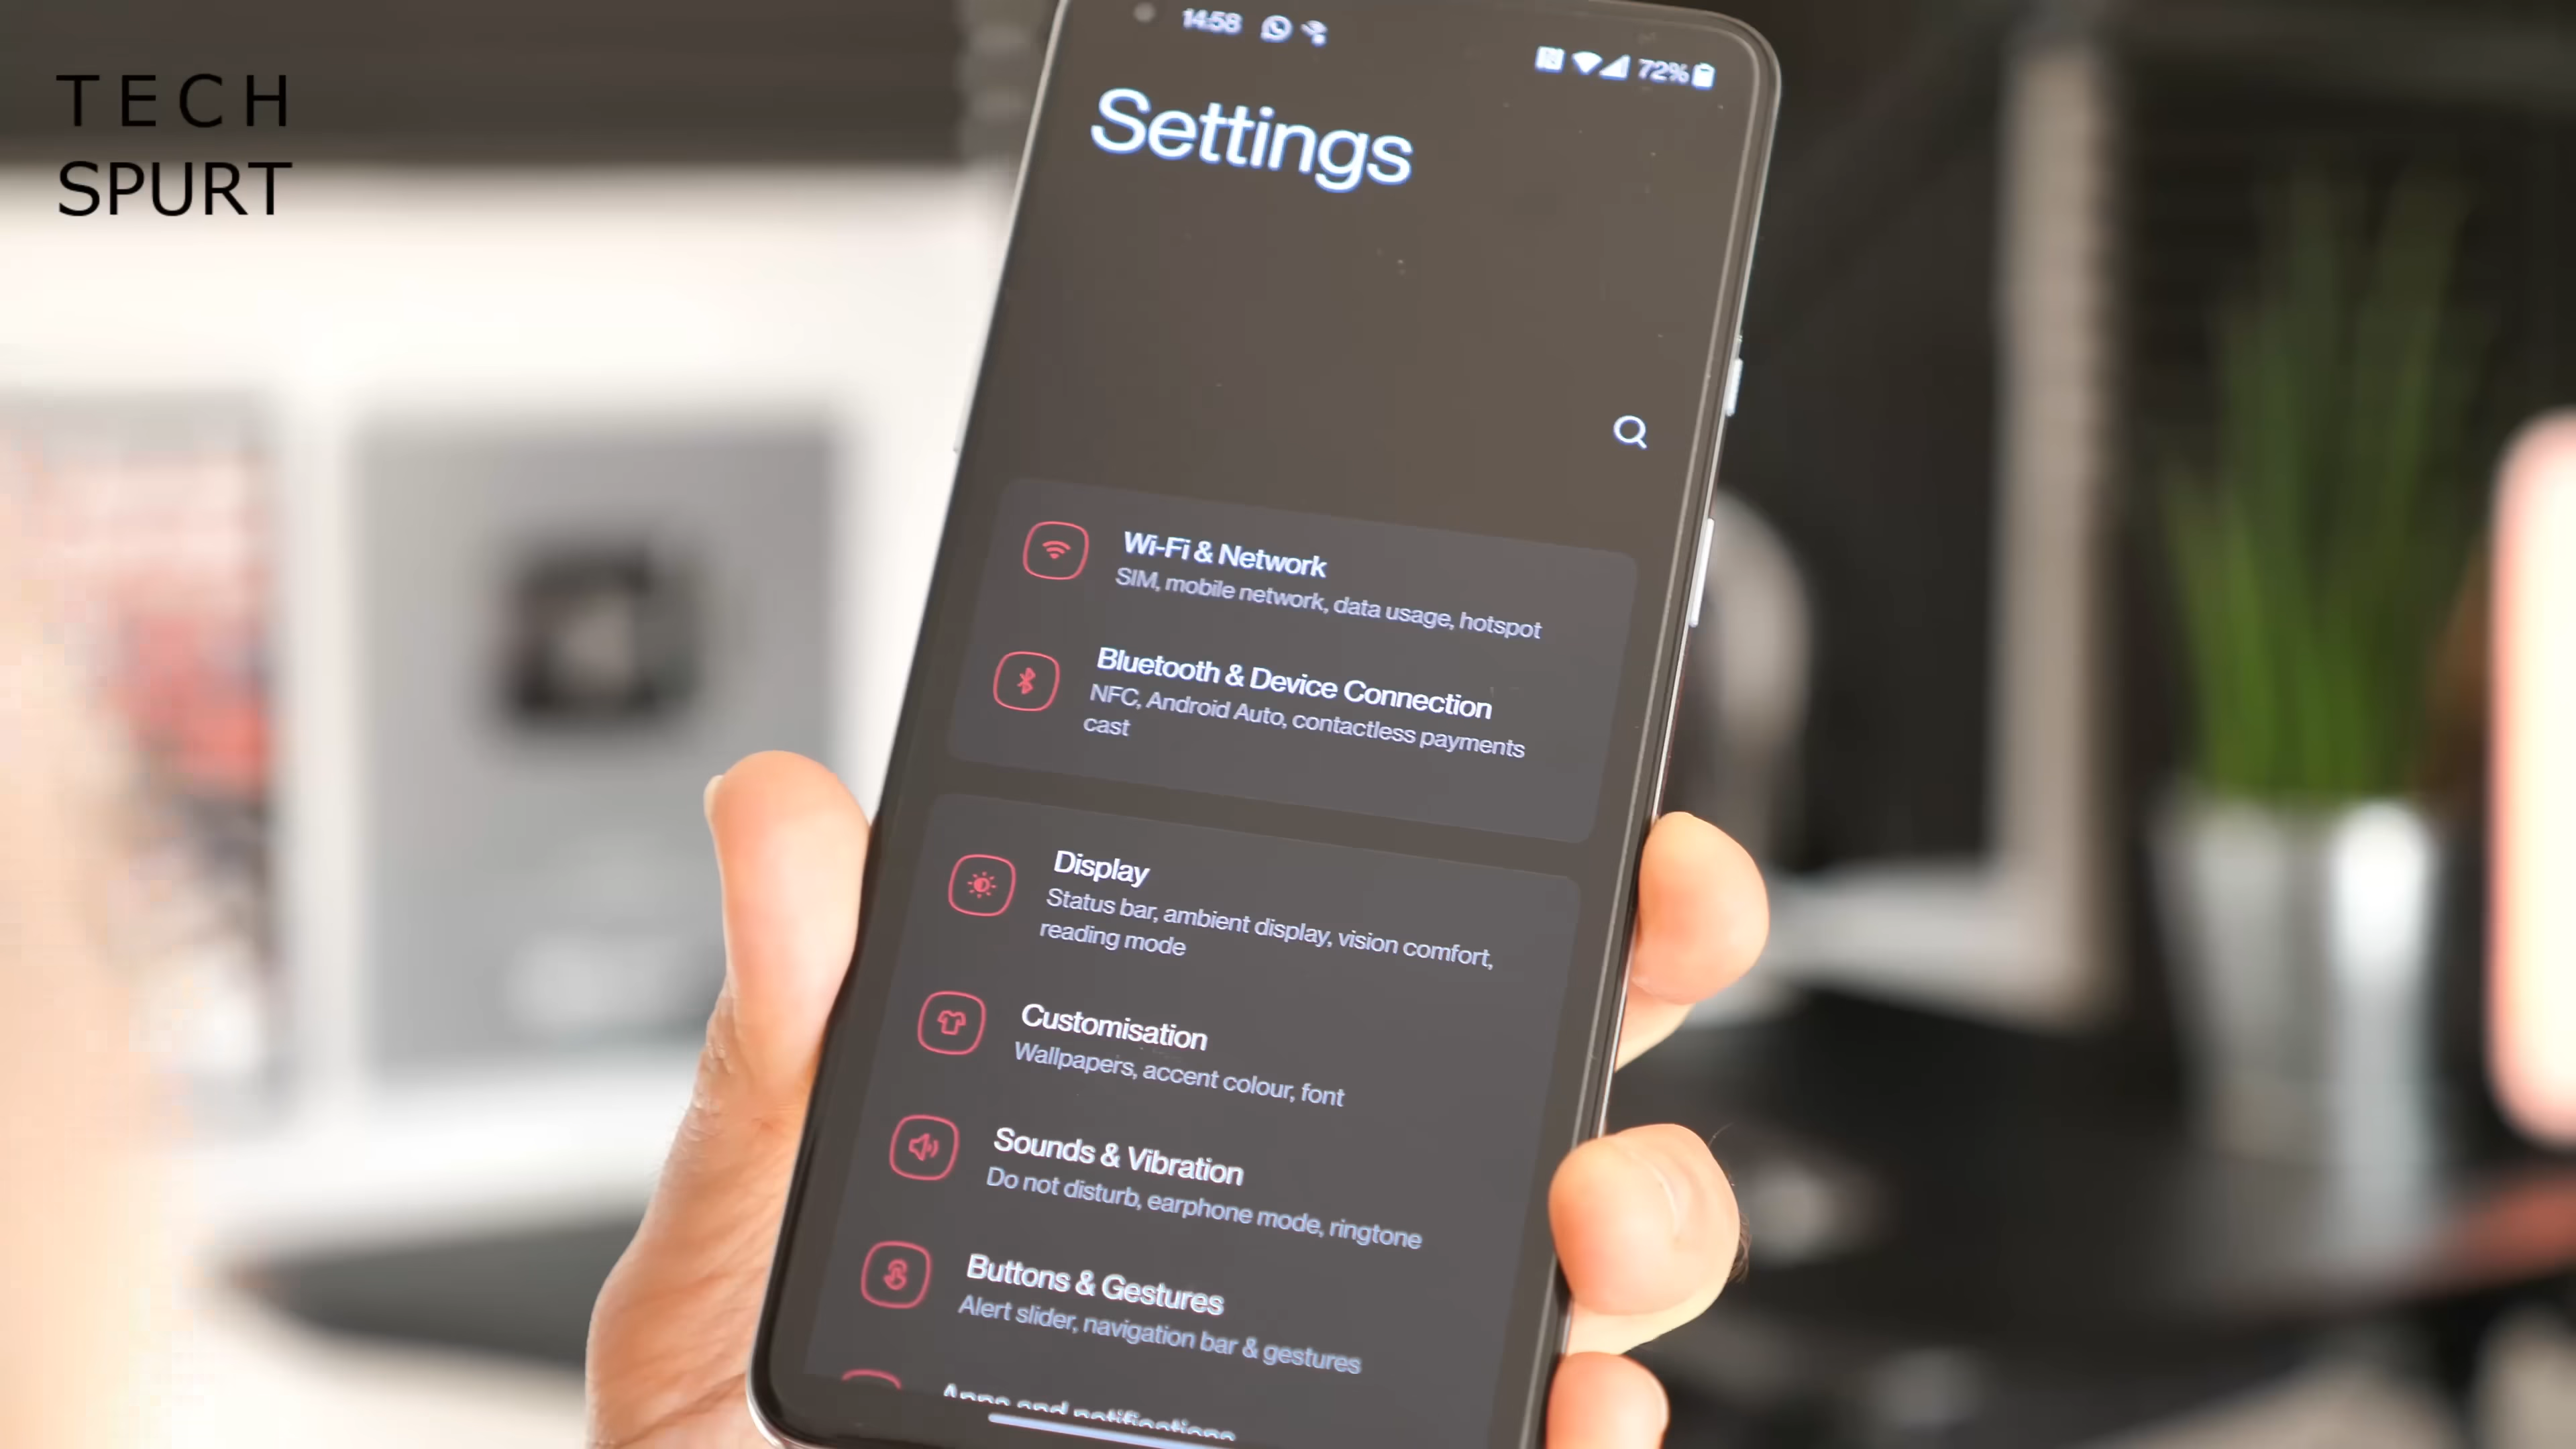 TECH
SPURT
14:58
72%
Settings
Wi-Fi & Network
SIM, mobile network, data usage, hotspot
Bluetooth & Device Connection
NFC, Android Auto, contactless payments
cast
Display
Status bar, ambient display, vision comfort,
reading mode
Customisation
Wallpapers, accent colour, font
Sounds & Vibration
Do not disturb, earphone mode, ringtone
Buttons & Gestures
Alert slider, navigation bar & gestures
Apps and notifications